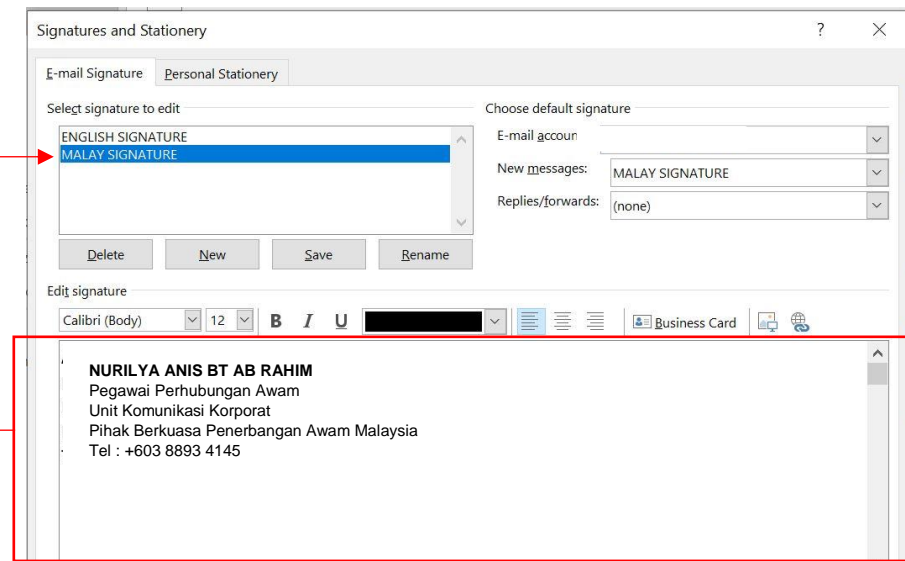 Signatures and Stationery ? ×
E-mail Signature Personal Stationery
Select signature to edit
ENGLISH SIGNATURE
MALAY SIGNATURE
Delete New Save Rename
Choose default signature
E-mail accoun
New messages: MALAY SIGNATURE
Replies/forwards: (none)
Edit signature
Calibri (Body) 12 B I U Business Card
NURILYA ANIS BT AB RAHIM
Pegawai Perhubungan Awam
Unit Komunikasi Korporat
Pihak Berkuasa Penerbangan Awam Malaysia
Tel : +603 8893 4145